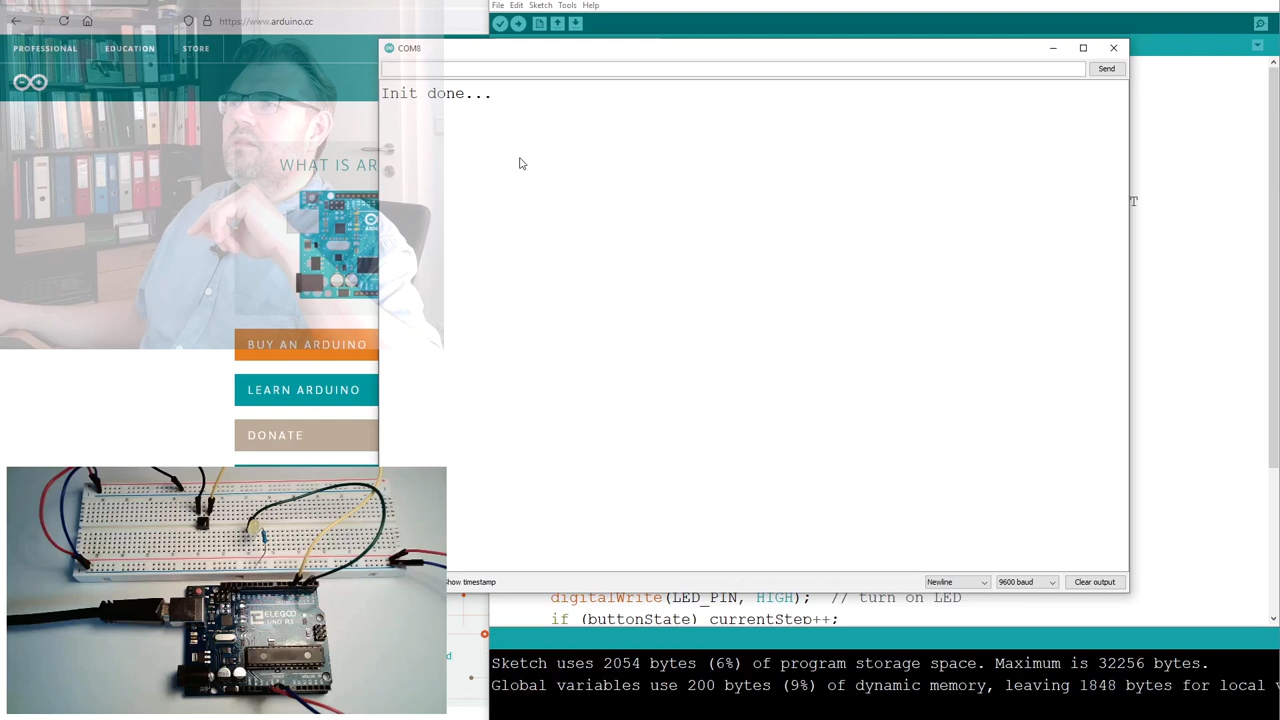 https://www.arduino.cc
PROFESSIONAL EDUCATION STORE
WHAT IS AR
BUY AN ARDUINO
LEARN ARDUINO
DONATE
File Edit Sketch Tools Help
COM8
Send
Init done...
T
Show timestamp
Newline
9600 baud
Clear output
digitalWrite(LED_PIN, HIGH); // turn on LED
if (buttonState) currentStep++;
Sketch uses 2054 bytes (6%) of program storage space. Maximum is 32256 bytes.
Global variables use 200 bytes (9%) of dynamic memory, leaving 1848 bytes for local v
ELEGOO
UNO R3